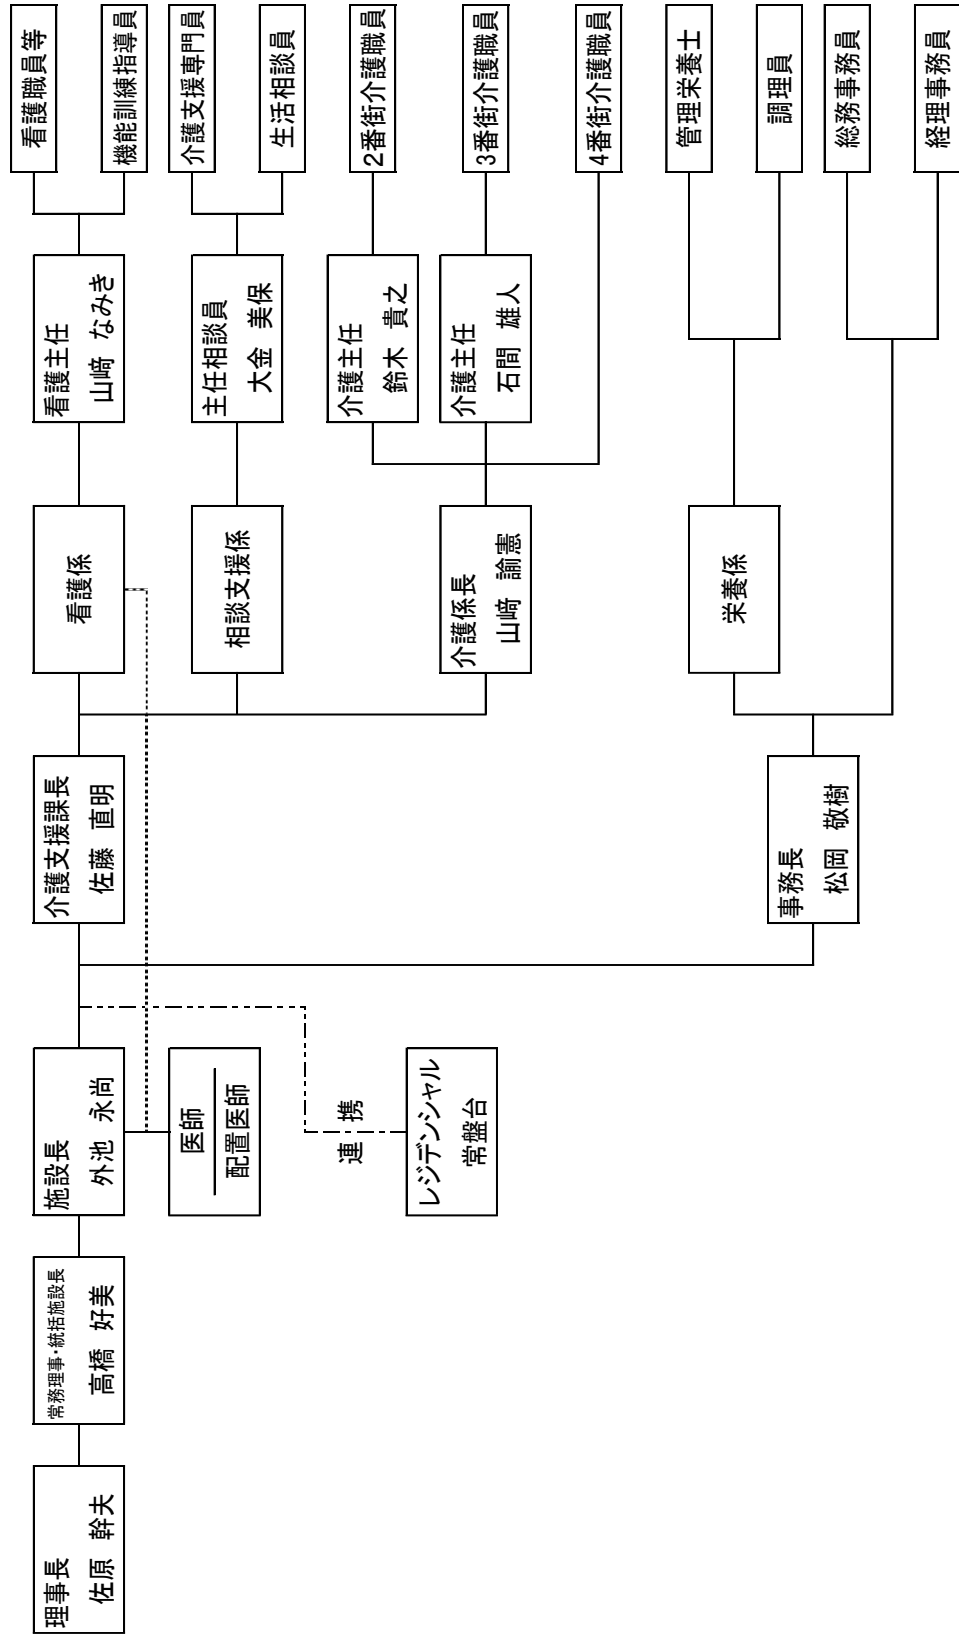 理事長
佐原 幹夫
常務理事・統括施設長
高橋 好美
施設長
外池 永尚
医師
配置医師
連 携
レジデンシャル
常盤台
介護支援課長
佐藤 直明
事務長
松岡 敬樹
看護係
相談支援係
介護係長
山﨑 諭憲
栄養係
看護主任
山﨑 なみき
主任相談員
大金 美保
介護主任
鈴木 貴之
介護主任
石間 雄人
看護職員等
機能訓練指導員
介護支援専門員
生活相談員
2番街介護職員
3番街介護職員
4番街介護職員
管理栄養士
調理員
総務事務員
経理事務員